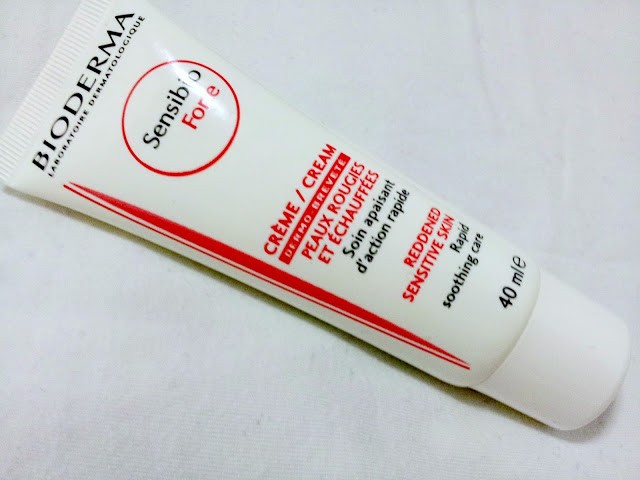 BIODERMA
LABORATOIRE DERMATOLOGIQUE
Sensibio
Forte
CRÈME / CREAM
DERMO-BREVETÉ
PEAUX ROUGIES
ET ÉCHAUFFÉES
Soin apaisant
d'action rapide
REDDENED
SENSITIVE SKIN
Rapid
soothing care
40 ml e